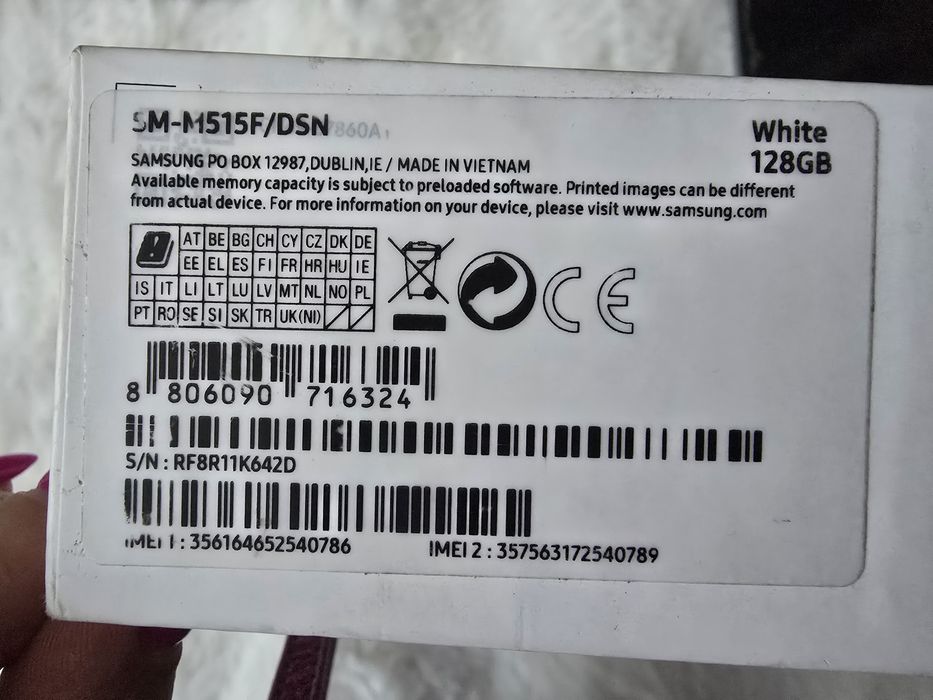 SM-M515F/DSN
White
128GB
SAMSUNG PO BOX 12987,DUBLIN,IE / MADE IN VIETNAM
Available memory capacity is subject to preloaded software. Printed images can be different
from actual device. For more information on your device, please visit www.samsung.com
AT BE BG CH CY CZ DK DE
EE EL ES FI FR HR HU IE
IS IT LI LT LU LV MT NL NO PL
PT RO SE SI SK TR UK(NI)
CE
8 806090 716324
S/N : RF8R11K642D
IMEI 1 : 356164652540786
IMEI 2 : 357563172540789